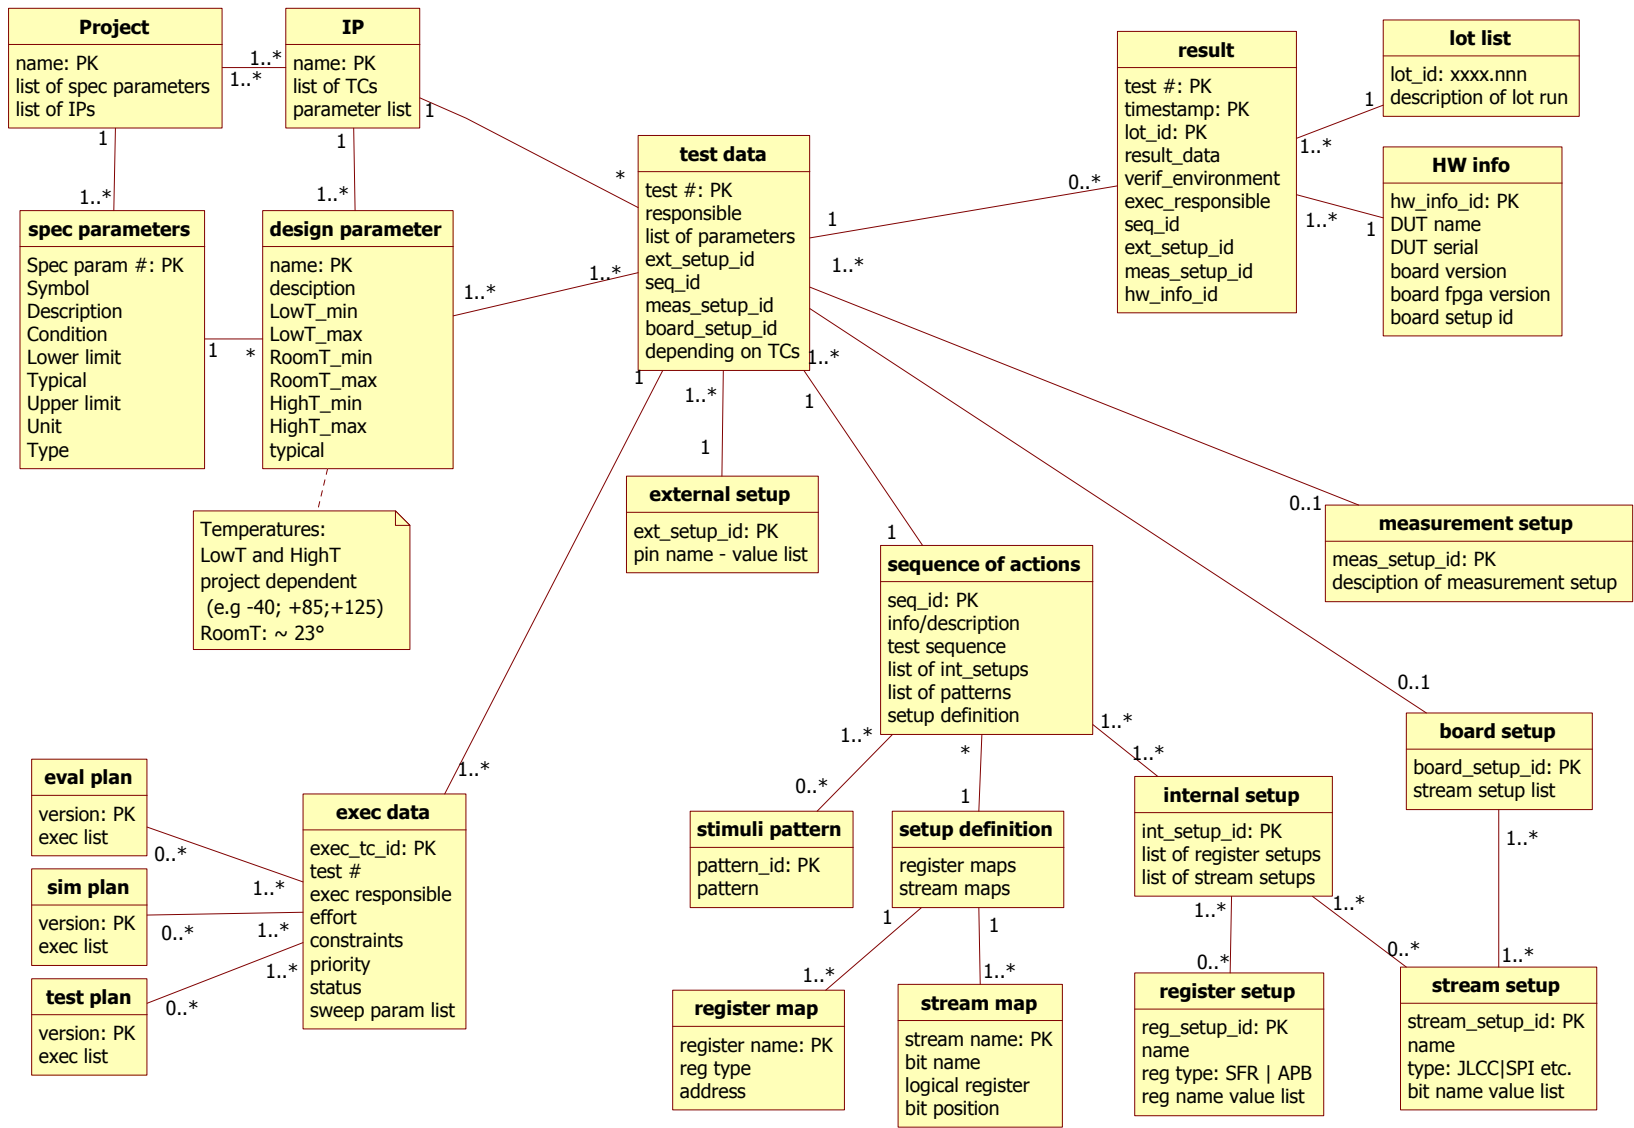 Project
name: PK
list of spec parameters
list of IPs
IP
name: PK
list of TCs
parameter list
1..*
1..*
1
1..*
1
1..*
1
*
spec parameters
Spec param #: PK
Symbol
Description
Condition
Lower limit
Typical
Upper limit
Unit
Type
1
*
design parameter
name: PK
desciption
LowT_min
LowT_max
RoomT_min
RoomT_max
HighT_min
HighT_max
typical
1..*
1..*
Temperatures:
LowT and HighT
project dependent
(e.g -40; +85;+125)
RoomT: ~ 23°
test data
test #: PK
responsible
list of parameters
ext_setup_id
seq_id
meas_setup_id
board_setup_id
depending on TCs
1
0..*
1..*
1..*
1
1..*
1
1
1
1..*
0..1
0..1
result
test #: PK
timestamp: PK
lot_id: PK
result_data
verif_environment
exec_responsible
seq_id
ext_setup_id
meas_setup_id
hw_info_id
1
1..*
1..*
1
lot list
lot_id: xxxx.nnn
description of lot run
HW info
hw_info_id: PK
DUT name
DUT serial
board version
board fpga version
board setup id
external setup
ext_setup_id: PK
pin name - value list
measurement setup
meas_setup_id: PK
desciption of measurement setup
sequence of actions
seq_id: PK
info/description
test sequence
list of int_setups
list of patterns
setup definition
1..*
0..*
*
1
1..*
1..*
board setup
board_setup_id: PK
stream setup list
1..*
1..*
eval plan
version: PK
exec list
0..*
1..*
sim plan
version: PK
exec list
0..*
1..*
test plan
version: PK
exec list
0..*
1..*
exec data
exec_tc_id: PK
test #
exec responsible
effort
constraints
priority
status
sweep param list
stimuli pattern
pattern_id: PK
pattern
setup definition
register maps
stream maps
1
1..*
1
1..*
internal setup
int_setup_id: PK
list of register setups
list of stream setups
1..*
0..*
1..*
0..*
register map
register name: PK
reg type
address
stream map
stream name: PK
bit name
logical register
bit position
register setup
reg_setup_id: PK
name
reg type: SFR | APB
reg name value list
stream setup
stream_setup_id: PK
name
type: JLCC|SPI etc.
bit name value list